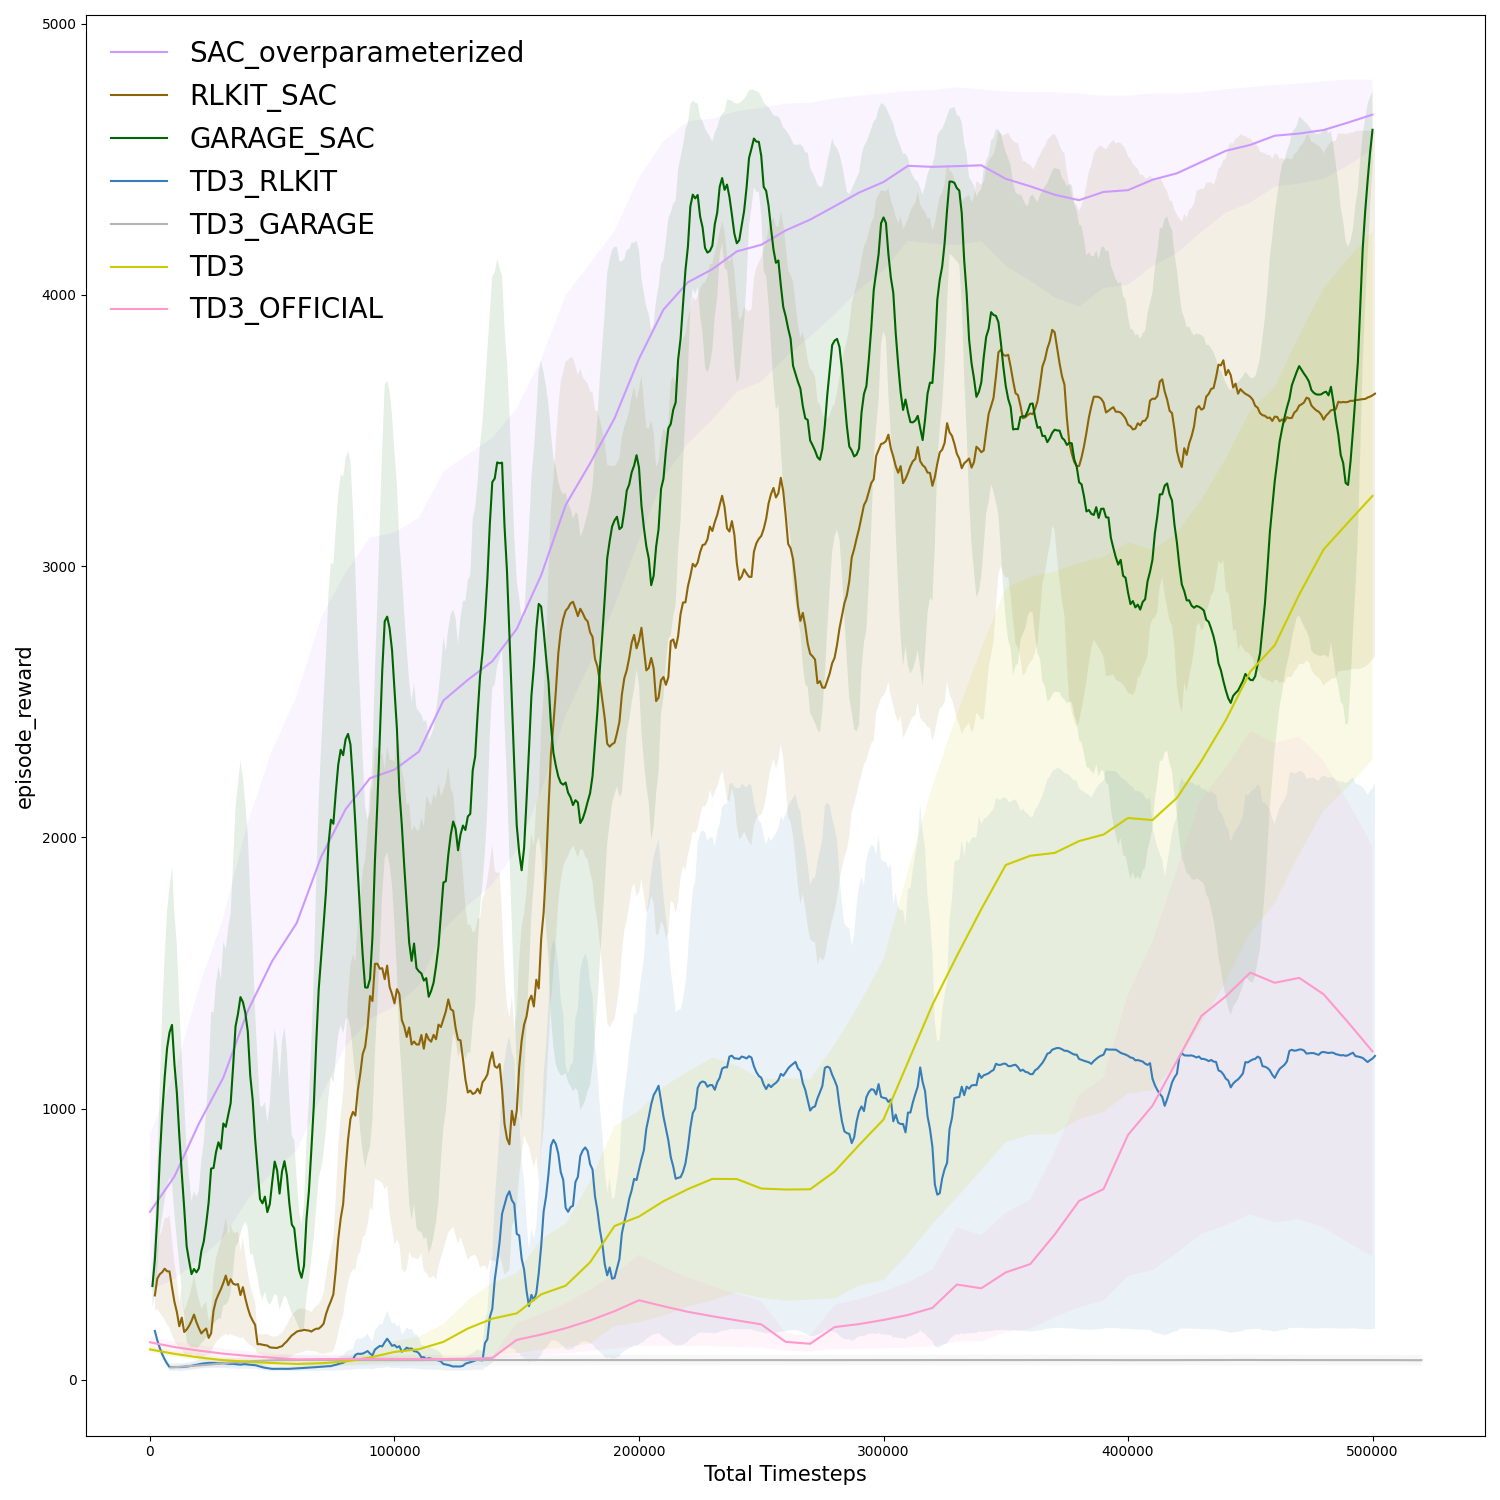 5000
4000
3000
2000
1000
0
episode_reward
SAC_overparameterized
RLKIT_SAC
GARAGE_SAC
TD3_RLKIT
TD3_GARAGE
TD3
TD3_OFFICIAL
0 100000 200000 300000 400000 500000
Total Timesteps